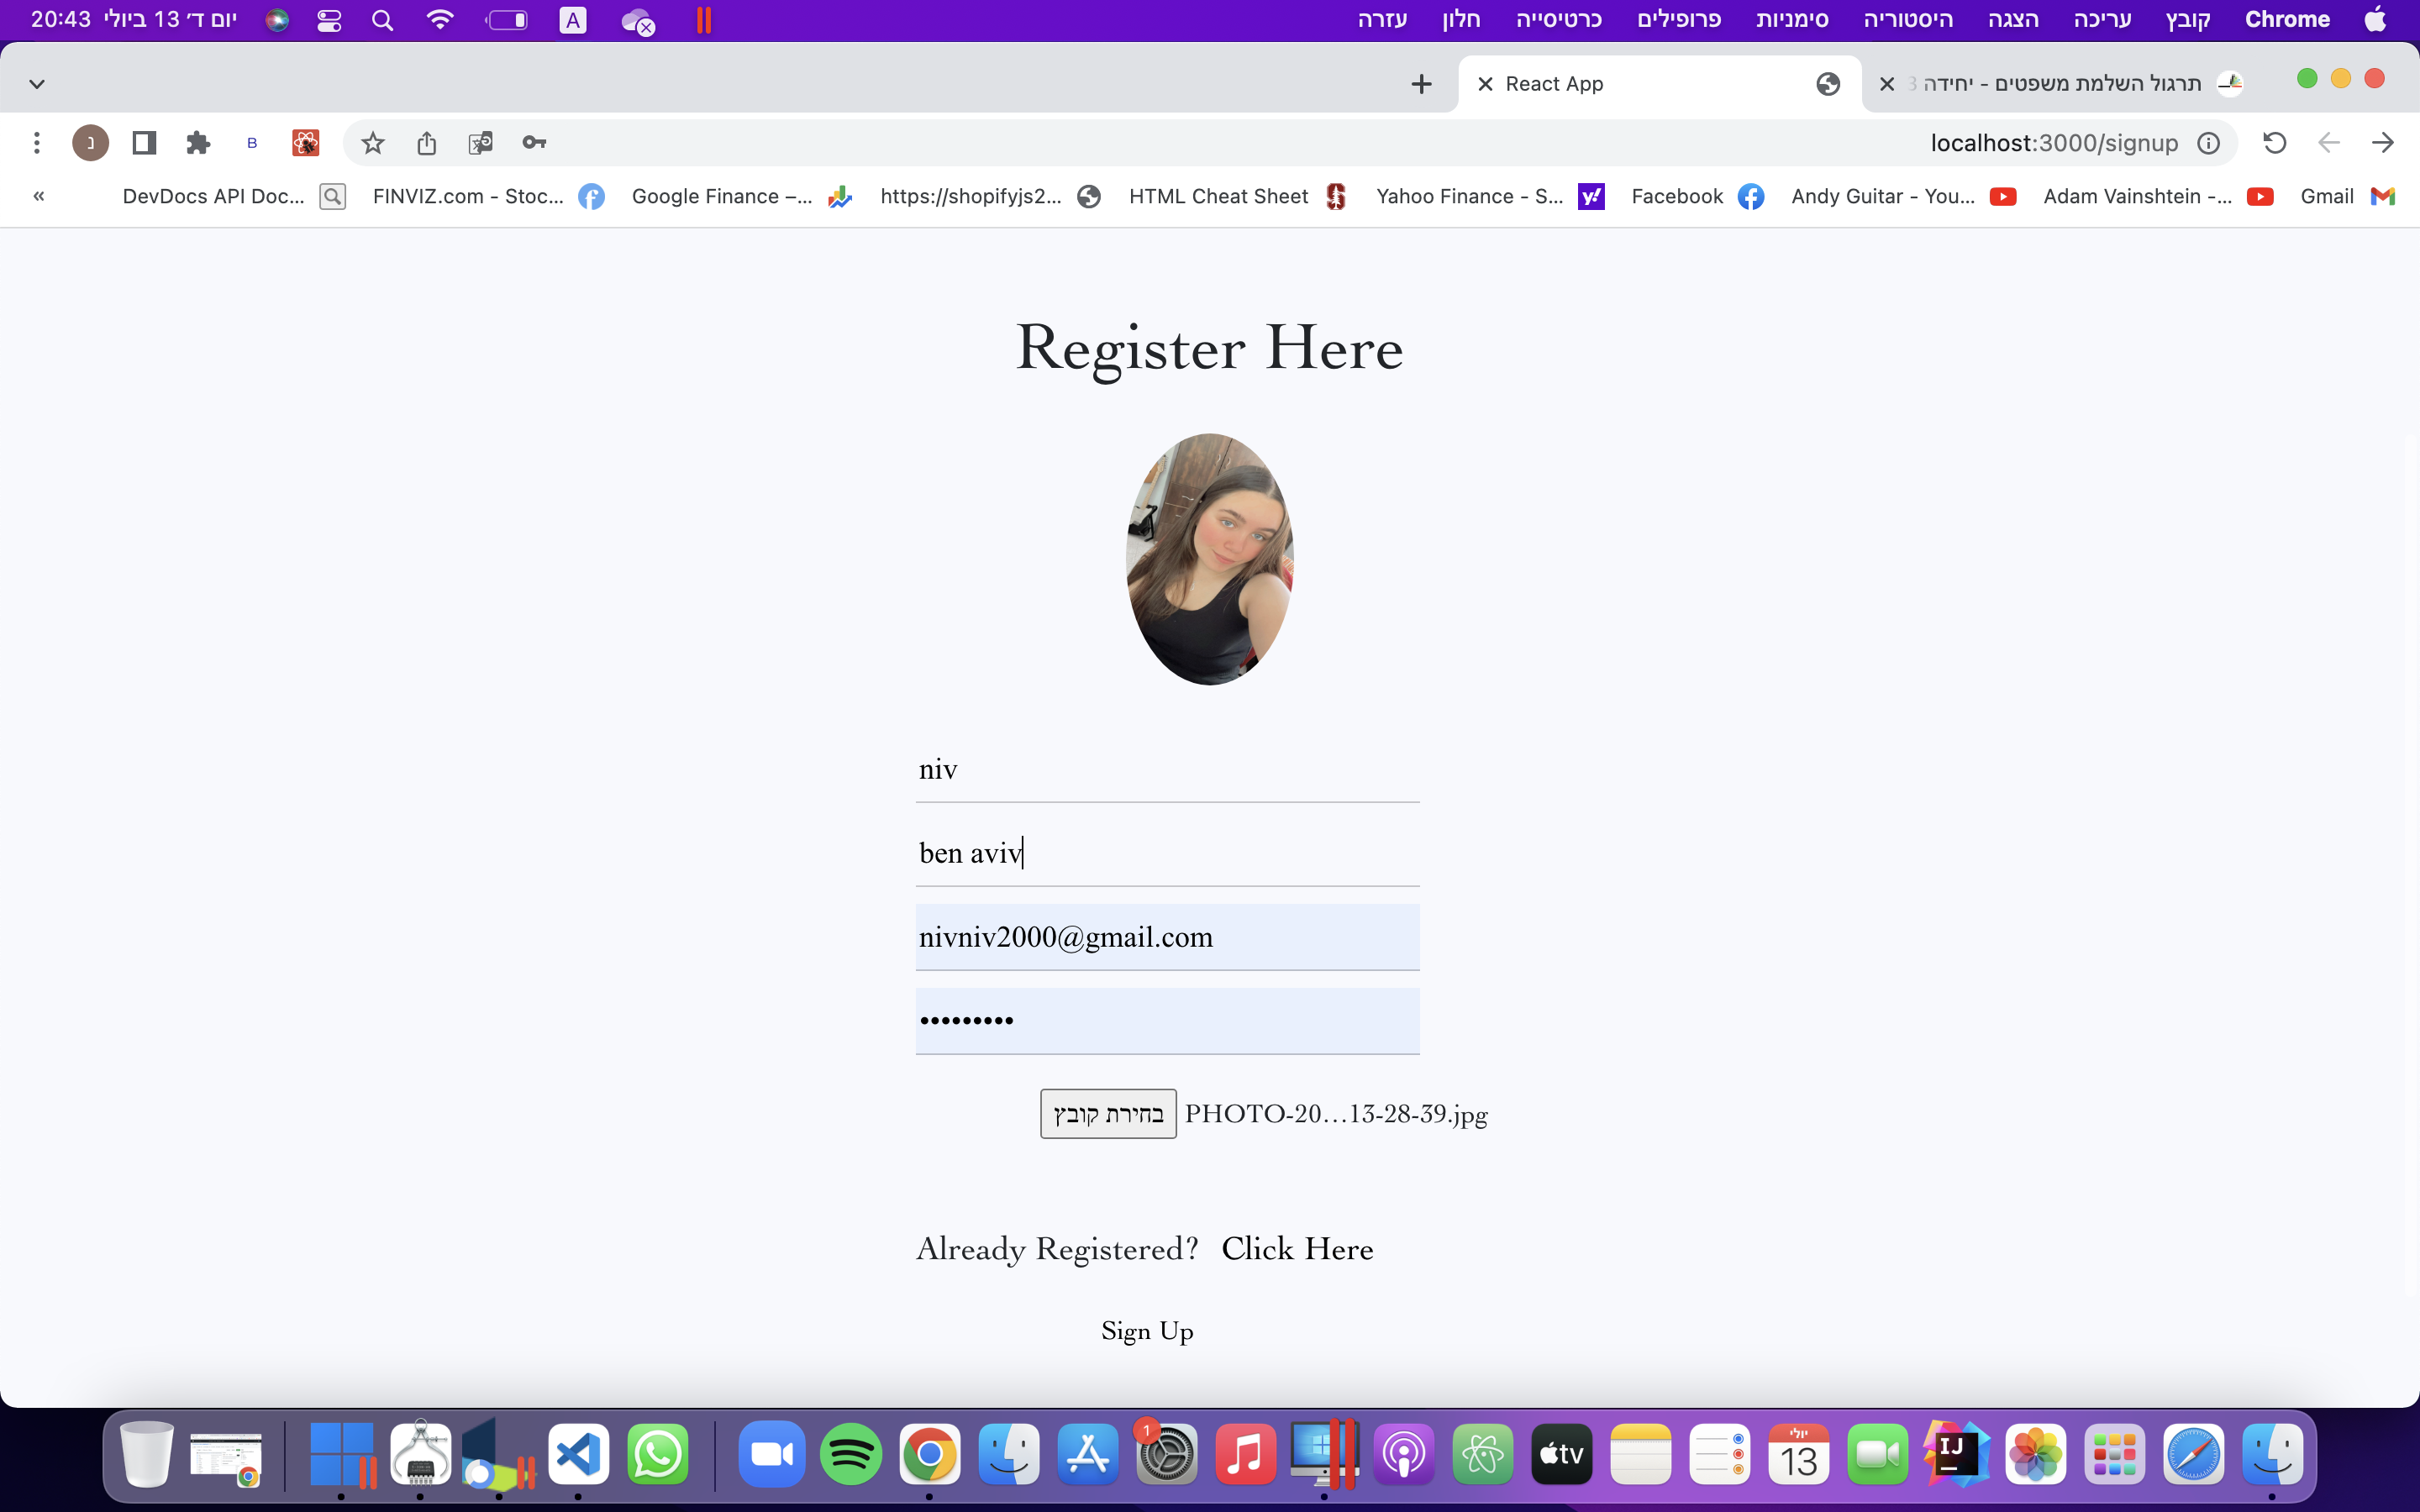 Chrome קובץ עריכה הצגה היסטוריה סימניות פרופילים כרטיסייה חלון עזרה
A
יום ד׳ 13 ביולי 20:43
תרגול השלמת משפטים - יחידה 3
React App
localhost:3000/signup
B
נ
Gmail
Adam Vainshtein -...
Andy Guitar - You...
Facebook
Yahoo Finance - S...
HTML Cheat Sheet
https://shopifyjs2...
Google Finance –...
FINVIZ.com - Stoc...
DevDocs API Doc...
Register Here
niv
ben aviv
nivniv2000@gmail.com
•••••••••
בחירת קובץ PHOTO-20...13-28-39.jpg
Already Registered? Click Here
Sign Up
1
tv
יולי
13
IJ